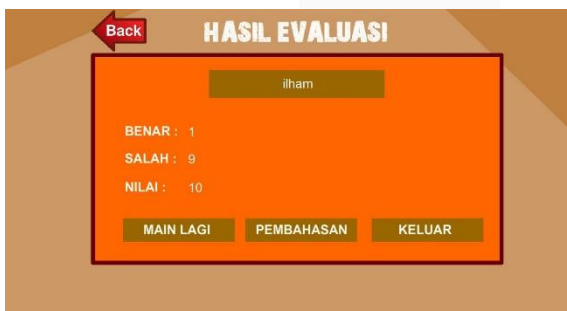 Back
HASIL EVALUASI
ilham
BENAR : 1
SALAH : 9
NILAI : 10
MAIN LAGI PEMBAHASAN KELUAR